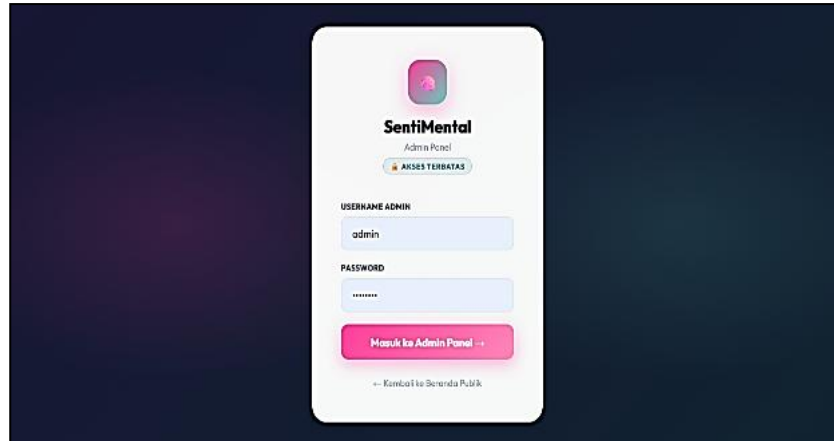 SentiMental
Admin Panel
🔒 AKSES TERBATAS
USERNAME ADMIN
admin
PASSWORD
••••••••
Masuk ke Admin Panel →
← Kembali ke Beranda Publik